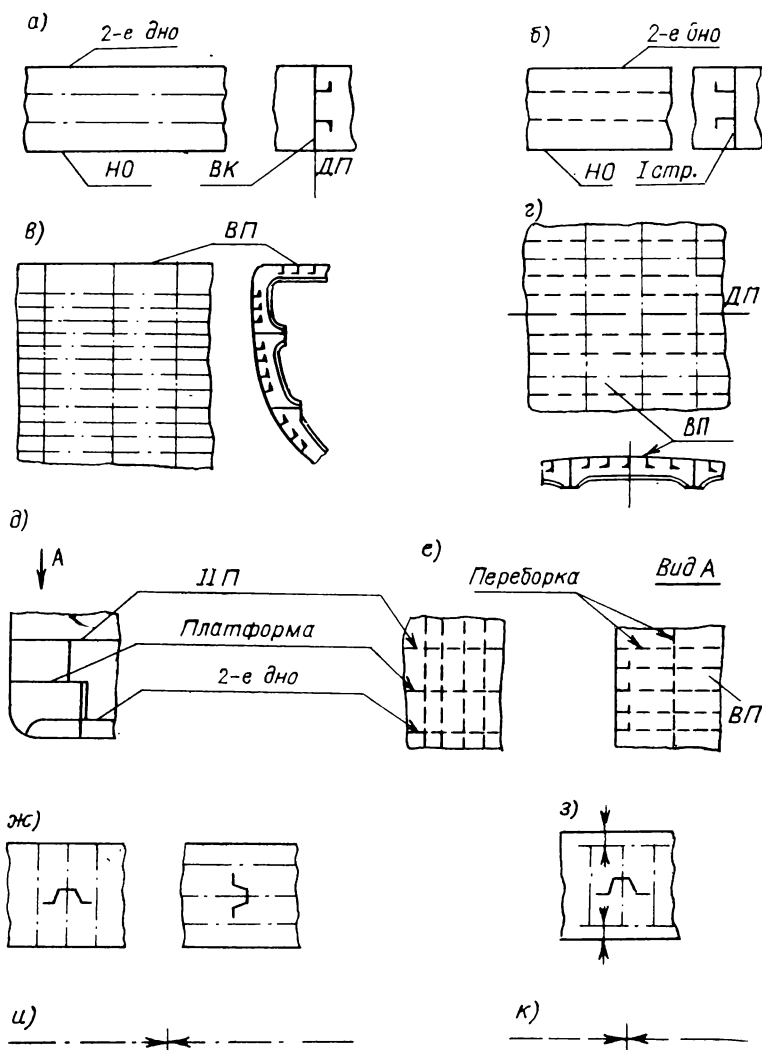 а)
2-е дно
НО
ВК
ДП
б)
2-е дно
НО
I стр.
в)
ВП
г)
ДП
ВП
д)
А
II П
Платформа
2-е дно
е)
Переборка
Вид А
ВП
ж)
з)
и)
к)